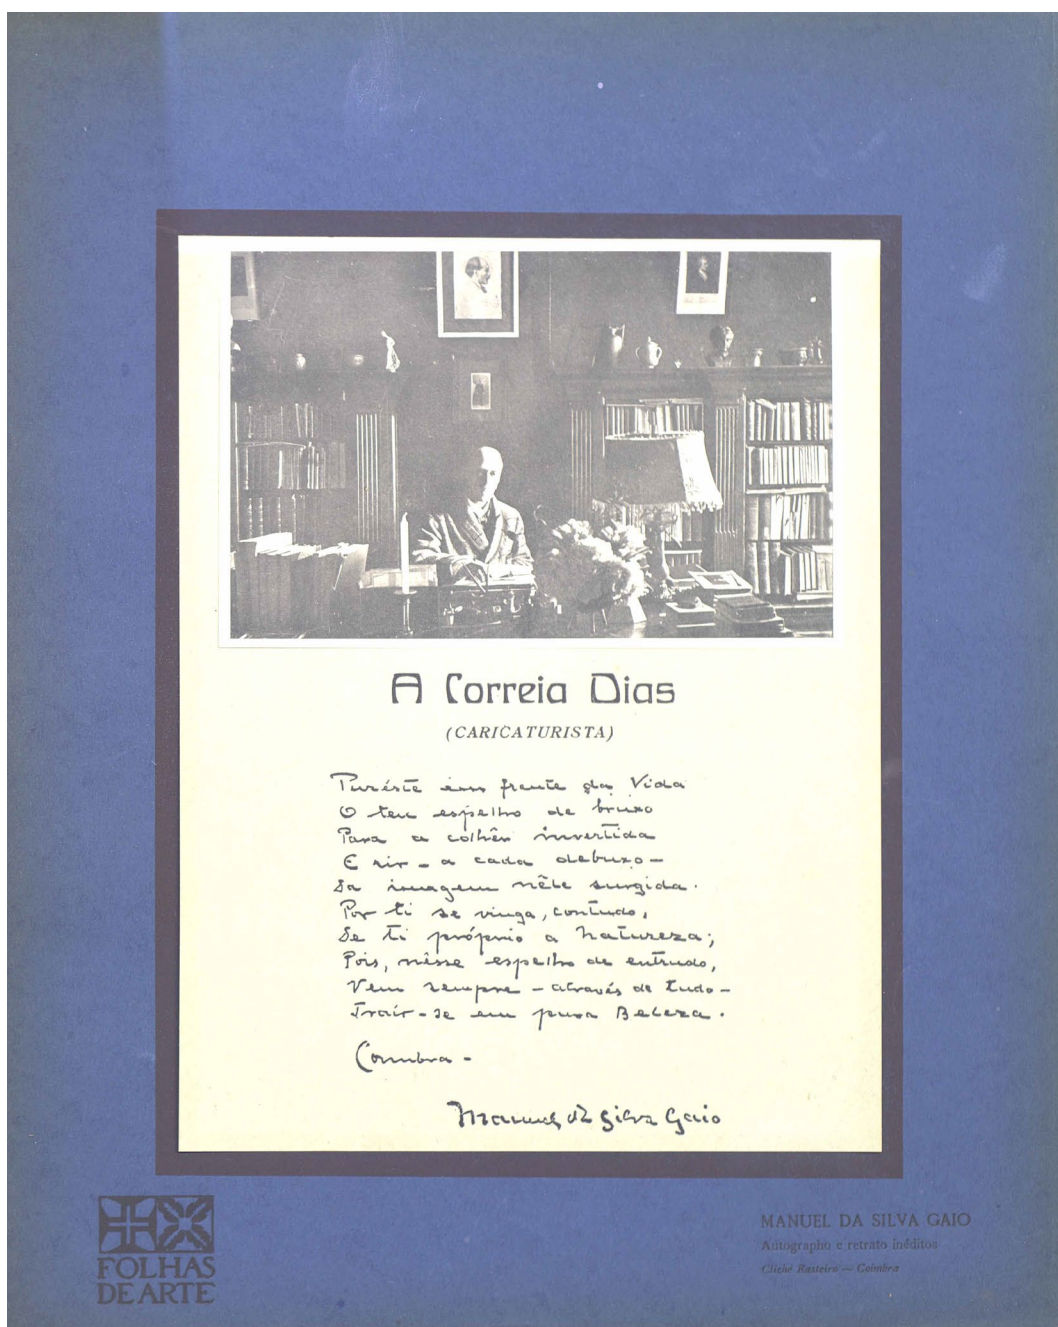 A Correia Dias
(CARICATURISTA)
Puzéste em frente da Vida
O teu espelho de bruxo
Para a colhêr invertida
E rir - a cada debuxo -
Da imagem nêle surgida.
Por ti se vinga, contudo,
De ti próprio a Natureza;
Pois, nêsse espelho de entrudo,
Vem sempre - através de tudo -
Traír-se em pura Beleza.
Coimbra -
Manuel da Silva Gaio
FOLHAS
DE ARTE
MANUEL DA SILVA GAIO
Autographo e retrato inéditos
Cliché Rasteiro — Coimbra